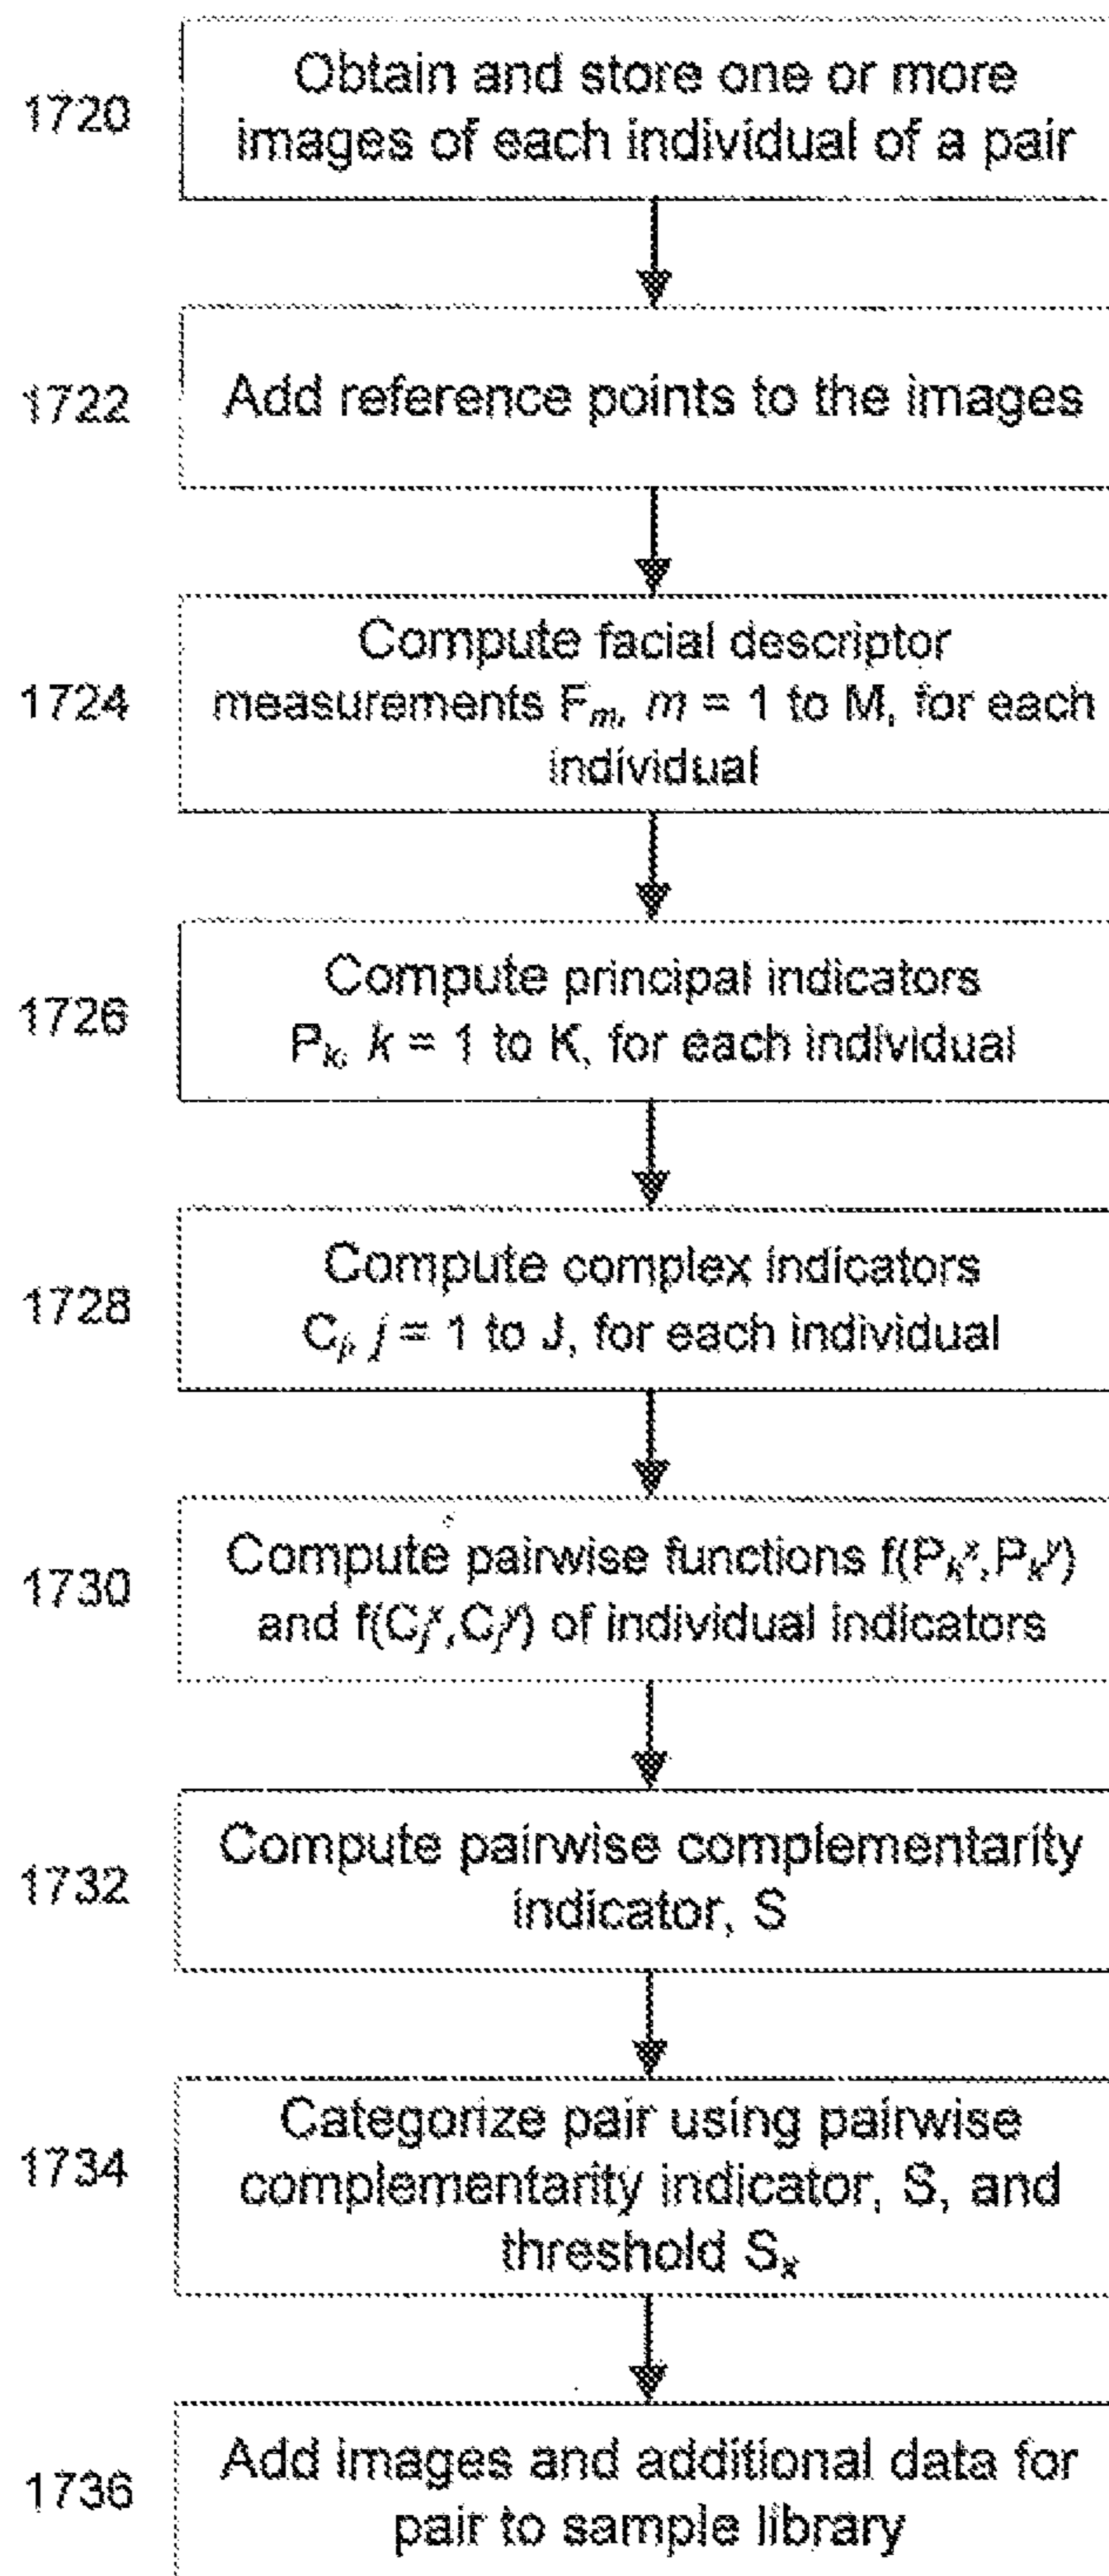 1720
Obtain and store one or more
images of each individual of a pair
1722
Add reference points to the images
1724
Compute facial descriptor
measurements Fₘ, m = 1 to M, for each
individual
1726
Compute principal indicators
Pₖ, k = 1 to K, for each individual
1728
Compute complex indicators
Cⱼ, j = 1 to J, for each individual
1730
Compute pairwise functions f(Pₖˣ,Pₖʸ)
and f(Cⱼˣ,Cⱼʸ) of individual indicators
1732
Compute pairwise complementarity
indicator, S
1734
Categorize pair using pairwise
complementarity indicator, S, and
threshold Sₓ
1736
Add images and additional data for
pair to sample library